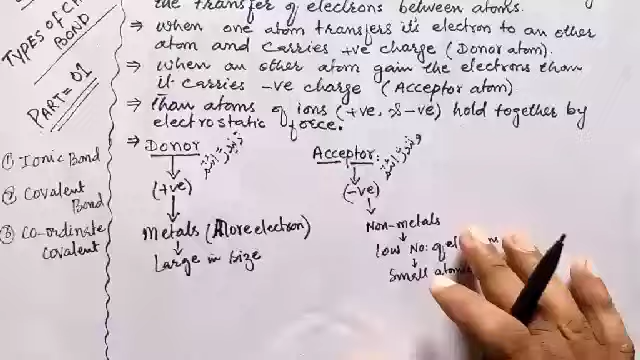 the transfer of electrons between atoms.
⇒ when one atom transfers its electron to an other
atom and carries +ve charge (Donor atom).
⇒ when an other atom gain the electrons than
it carries -ve charge (Acceptor atom)
⇒ Than atoms of ions (+ve, & -ve) hold together by
electrostatic force.
TYPES OF
BOND
PART= 01
① Ionic Bond
② Covalent
Bond
③ Co-ordinate
Covalent
⇒ Donor
(+ve)
Metals (More electron)
Large in size
Acceptor:
(-ve)
Non-metals
Low No: of
Small